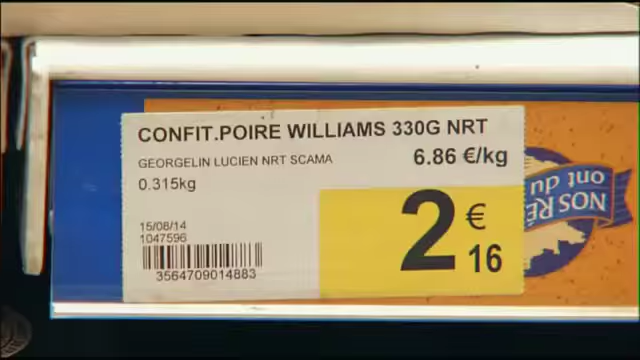 CONFIT.POIRE WILLIAMS 330G NRT
GEORGELIN LUCIEN NRT SCAMA
6.86 €/kg
0.315kg
15/08/14
1047596
3564709014883
2 € 16
NOS RÉ
ont du